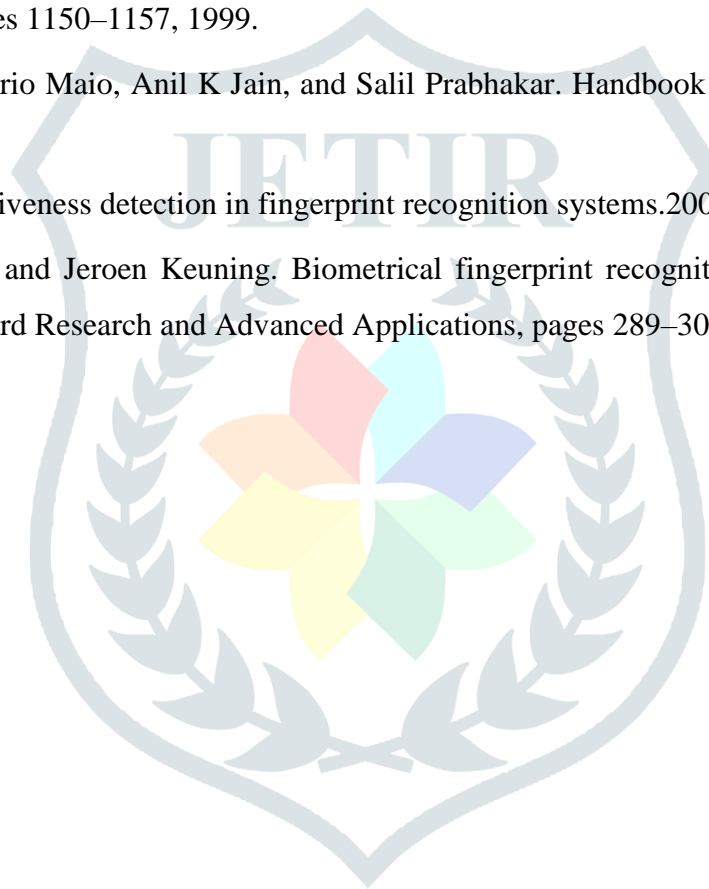 es 1150–1157, 1999.
rio Maio, Anil K Jain, and Salil Prabhakar. Handbook
JETIR
iveness detection in fingerprint recognition systems.200
and Jeroen Keuning. Biometrical fingerprint recognit
rd Research and Advanced Applications, pages 289–30